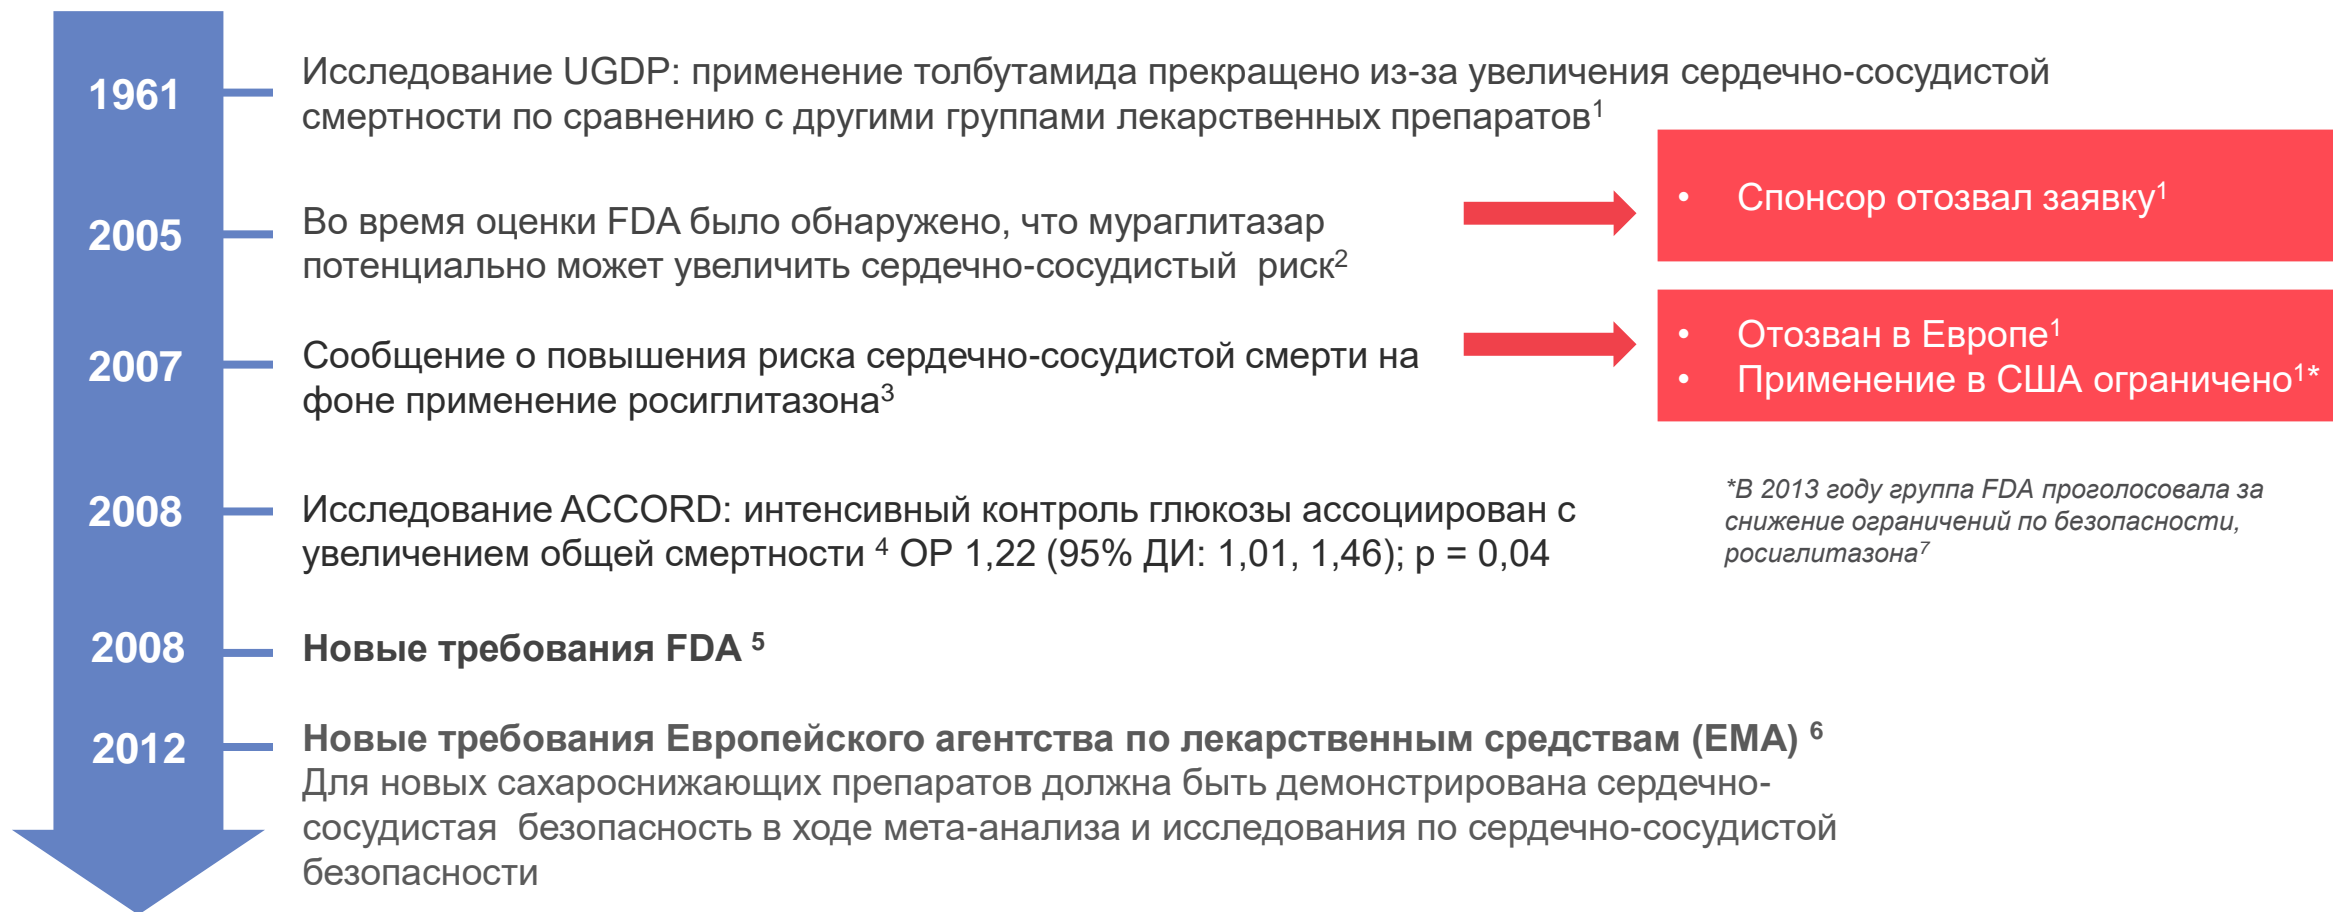 1961
Исследование UGDP: применение толбутамида прекращено из-за увеличения сердечно-сосудистой
смертности по сравнению с другими группами лекарственных препаратов¹
2005
Во время оценки FDA было обнаружено, что мураглитазар
потенциально может увеличить сердечно-сосудистый  риск²
• Спонсор отозвал заявку¹
2007
Сообщение о повышения риска сердечно-сосудистой смерти на
фоне применение росиглитазона³
• Отозван в Европе¹
• Применение в США ограничено¹*
2008
Исследование ACCORD: интенсивный контроль глюкозы ассоциирован с
увеличением общей смертности ⁴ ОР 1,22 (95% ДИ: 1,01, 1,46); p = 0,04
*В 2013 году группа FDA проголосовала за
снижение ограничений по безопасности,
росиглитазона⁷
2008
Новые требования FDA ⁵
2012
Новые требования Европейского агентства по лекарственным средствам (EMA) ⁶
Для новых сахароснижающих препаратов должна быть демонстрирована сердечно-
сосудистая  безопасность в ходе мета-анализа и исследования по сердечно-сосудистой
безопасности